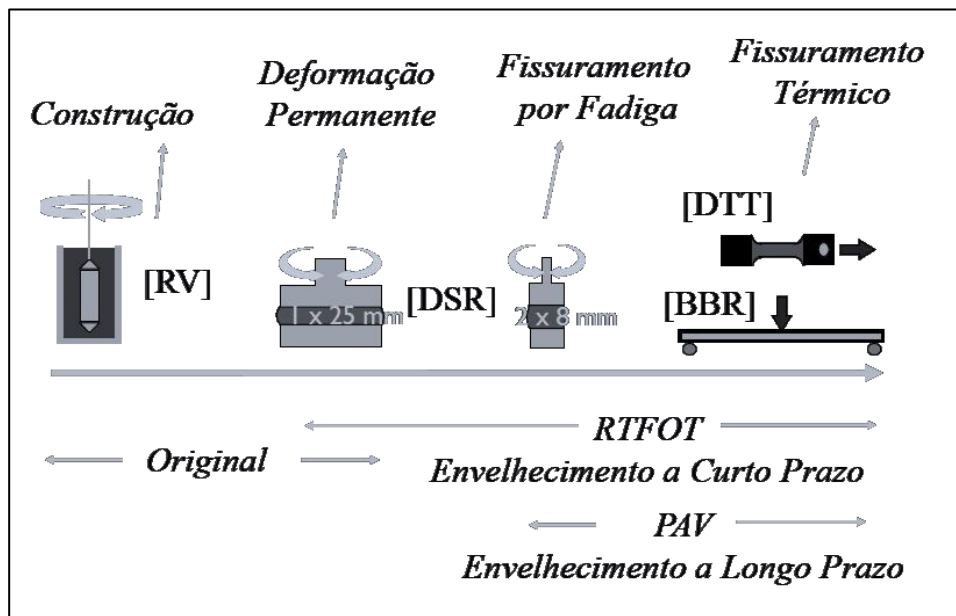 Construção
Deformação
Permanente
Fissuramento
por Fadiga
Fissuramento
Térmico
[RV]
1 x 25 mm
[DSR]
2 x 8 mm
[DTT]
[BBR]
Original
RTFOT
Envelhecimento a Curto Prazo
PAV
Envelhecimento a Longo Prazo